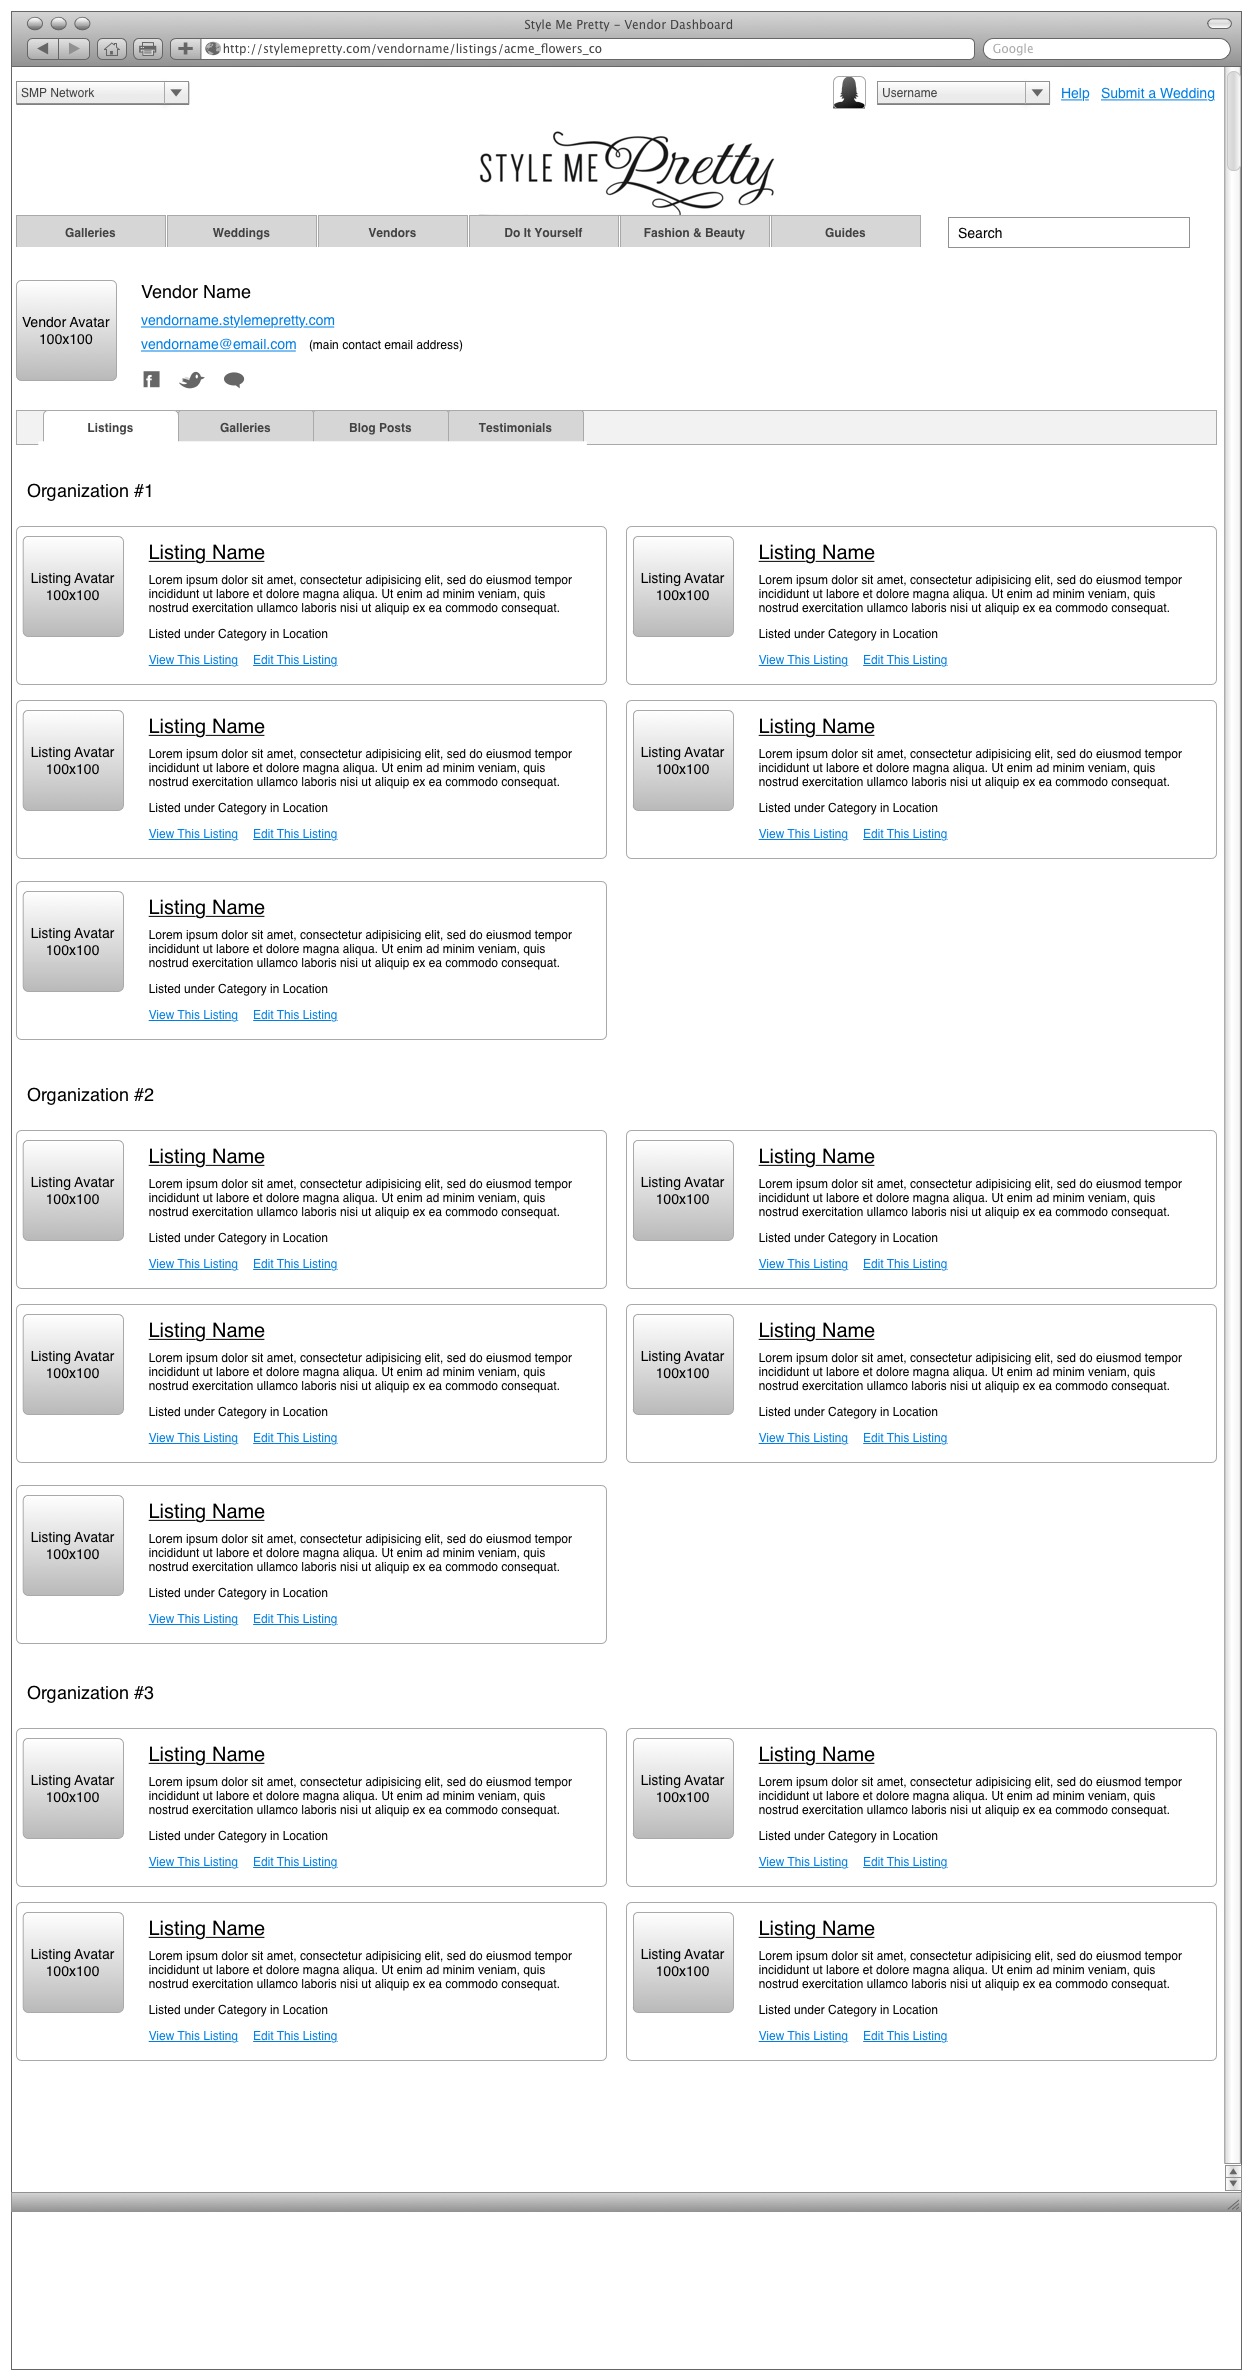 Style Me Pretty – Vendor Dashboard
http://stylemepretty.com/vendorname/listings/acme_flowers_co
Google
SMP Network
Username
Help Submit a Wedding
STYLE ME Pretty
Galleries Weddings Vendors Do It Yourself Fashion & Beauty Guides Search
Vendor Avatar
100x100
Vendor Name
vendorname.stylemepretty.com
vendorname@email.com (main contact email address)
Listings Galleries Blog Posts Testimonials
Organization #1
Listing Avatar
100x100
Listing Name
Lorem ipsum dolor sit amet, consectetur adipisicing elit, sed do eiusmod tempor
incididunt ut labore et dolore magna aliqua. Ut enim ad minim veniam, quis
nostrud exercitation ullamco laboris nisi ut aliquip ex ea commodo consequat.
Listed under Category in Location
View This Listing Edit This Listing
Listing Avatar
100x100
Listing Name
Lorem ipsum dolor sit amet, consectetur adipisicing elit, sed do eiusmod tempor
incididunt ut labore et dolore magna aliqua. Ut enim ad minim veniam, quis
nostrud exercitation ullamco laboris nisi ut aliquip ex ea commodo consequat.
Listed under Category in Location
View This Listing Edit This Listing
Listing Avatar
100x100
Listing Name
Lorem ipsum dolor sit amet, consectetur adipisicing elit, sed do eiusmod tempor
incididunt ut labore et dolore magna aliqua. Ut enim ad minim veniam, quis
nostrud exercitation ullamco laboris nisi ut aliquip ex ea commodo consequat.
Listed under Category in Location
View This Listing Edit This Listing
Listing Avatar
100x100
Listing Name
Lorem ipsum dolor sit amet, consectetur adipisicing elit, sed do eiusmod tempor
incididunt ut labore et dolore magna aliqua. Ut enim ad minim veniam, quis
nostrud exercitation ullamco laboris nisi ut aliquip ex ea commodo consequat.
Listed under Category in Location
View This Listing Edit This Listing
Listing Avatar
100x100
Listing Name
Lorem ipsum dolor sit amet, consectetur adipisicing elit, sed do eiusmod tempor
incididunt ut labore et dolore magna aliqua. Ut enim ad minim veniam, quis
nostrud exercitation ullamco laboris nisi ut aliquip ex ea commodo consequat.
Listed under Category in Location
View This Listing Edit This Listing
Organization #2
Listing Avatar
100x100
Listing Name
Lorem ipsum dolor sit amet, consectetur adipisicing elit, sed do eiusmod tempor
incididunt ut labore et dolore magna aliqua. Ut enim ad minim veniam, quis
nostrud exercitation ullamco laboris nisi ut aliquip ex ea commodo consequat.
Listed under Category in Location
View This Listing Edit This Listing
Listing Avatar
100x100
Listing Name
Lorem ipsum dolor sit amet, consectetur adipisicing elit, sed do eiusmod tempor
incididunt ut labore et dolore magna aliqua. Ut enim ad minim veniam, quis
nostrud exercitation ullamco laboris nisi ut aliquip ex ea commodo consequat.
Listed under Category in Location
View This Listing Edit This Listing
Listing Avatar
100x100
Listing Name
Lorem ipsum dolor sit amet, consectetur adipisicing elit, sed do eiusmod tempor
incididunt ut labore et dolore magna aliqua. Ut enim ad minim veniam, quis
nostrud exercitation ullamco laboris nisi ut aliquip ex ea commodo consequat.
Listed under Category in Location
View This Listing Edit This Listing
Listing Avatar
100x100
Listing Name
Lorem ipsum dolor sit amet, consectetur adipisicing elit, sed do eiusmod tempor
incididunt ut labore et dolore magna aliqua. Ut enim ad minim veniam, quis
nostrud exercitation ullamco laboris nisi ut aliquip ex ea commodo consequat.
Listed under Category in Location
View This Listing Edit This Listing
Listing Avatar
100x100
Listing Name
Lorem ipsum dolor sit amet, consectetur adipisicing elit, sed do eiusmod tempor
incididunt ut labore et dolore magna aliqua. Ut enim ad minim veniam, quis
nostrud exercitation ullamco laboris nisi ut aliquip ex ea commodo consequat.
Listed under Category in Location
View This Listing Edit This Listing
Organization #3
Listing Avatar
100x100
Listing Name
Lorem ipsum dolor sit amet, consectetur adipisicing elit, sed do eiusmod tempor
incididunt ut labore et dolore magna aliqua. Ut enim ad minim veniam, quis
nostrud exercitation ullamco laboris nisi ut aliquip ex ea commodo consequat.
Listed under Category in Location
View This Listing Edit This Listing
Listing Avatar
100x100
Listing Name
Lorem ipsum dolor sit amet, consectetur adipisicing elit, sed do eiusmod tempor
incididunt ut labore et dolore magna aliqua. Ut enim ad minim veniam, quis
nostrud exercitation ullamco laboris nisi ut aliquip ex ea commodo consequat.
Listed under Category in Location
View This Listing Edit This Listing
Listing Avatar
100x100
Listing Name
Lorem ipsum dolor sit amet, consectetur adipisicing elit, sed do eiusmod tempor
incididunt ut labore et dolore magna aliqua. Ut enim ad minim veniam, quis
nostrud exercitation ullamco laboris nisi ut aliquip ex ea commodo consequat.
Listed under Category in Location
View This Listing Edit This Listing
Listing Avatar
100x100
Listing Name
Lorem ipsum dolor sit amet, consectetur adipisicing elit, sed do eiusmod tempor
incididunt ut labore et dolore magna aliqua. Ut enim ad minim veniam, quis
nostrud exercitation ullamco laboris nisi ut aliquip ex ea commodo consequat.
Listed under Category in Location
View This Listing Edit This Listing